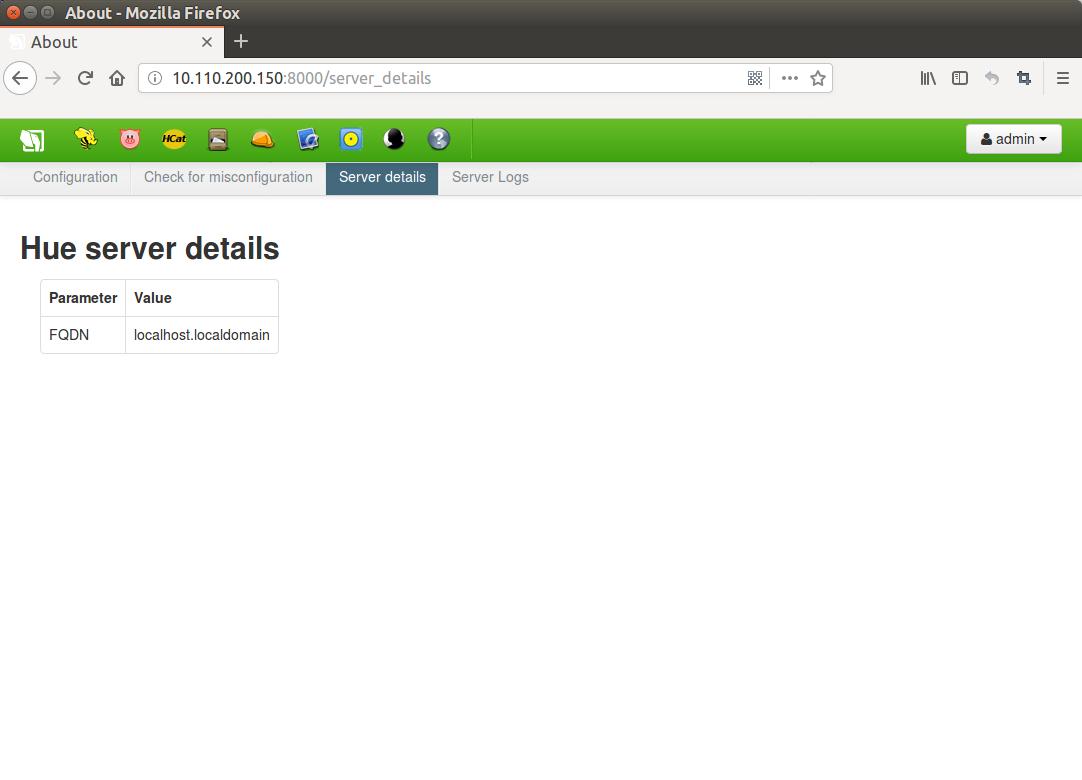 About - Mozilla Firefox
About
10.110.200.150:8000/server_details
HCat
admin
Configuration Check for misconfiguration Server details Server Logs
Hue server details
Parameter Value
FQDN localhost.localdomain